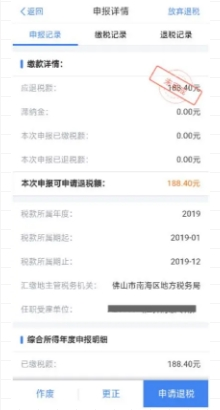 <返回 申报详情 放弃退税
申报记录 缴税记录 退税记录
缴款详情：
应退税款： 188.40元
滞纳金： 0.00元
本次申报已缴税款： 0.00元
本次申报已退税款： 0.00元
本次申报可申请退税额： 188.40元
税款所属年度： 2019
税款所属期起： 2019-01
税款所属期止： 2019-12
汇缴地主管税务机关： 佛山市南海区地方税务局
任职受雇单位：
综合所得年度申报明细
已缴税额： 188.40元
作废 更正 申请退税